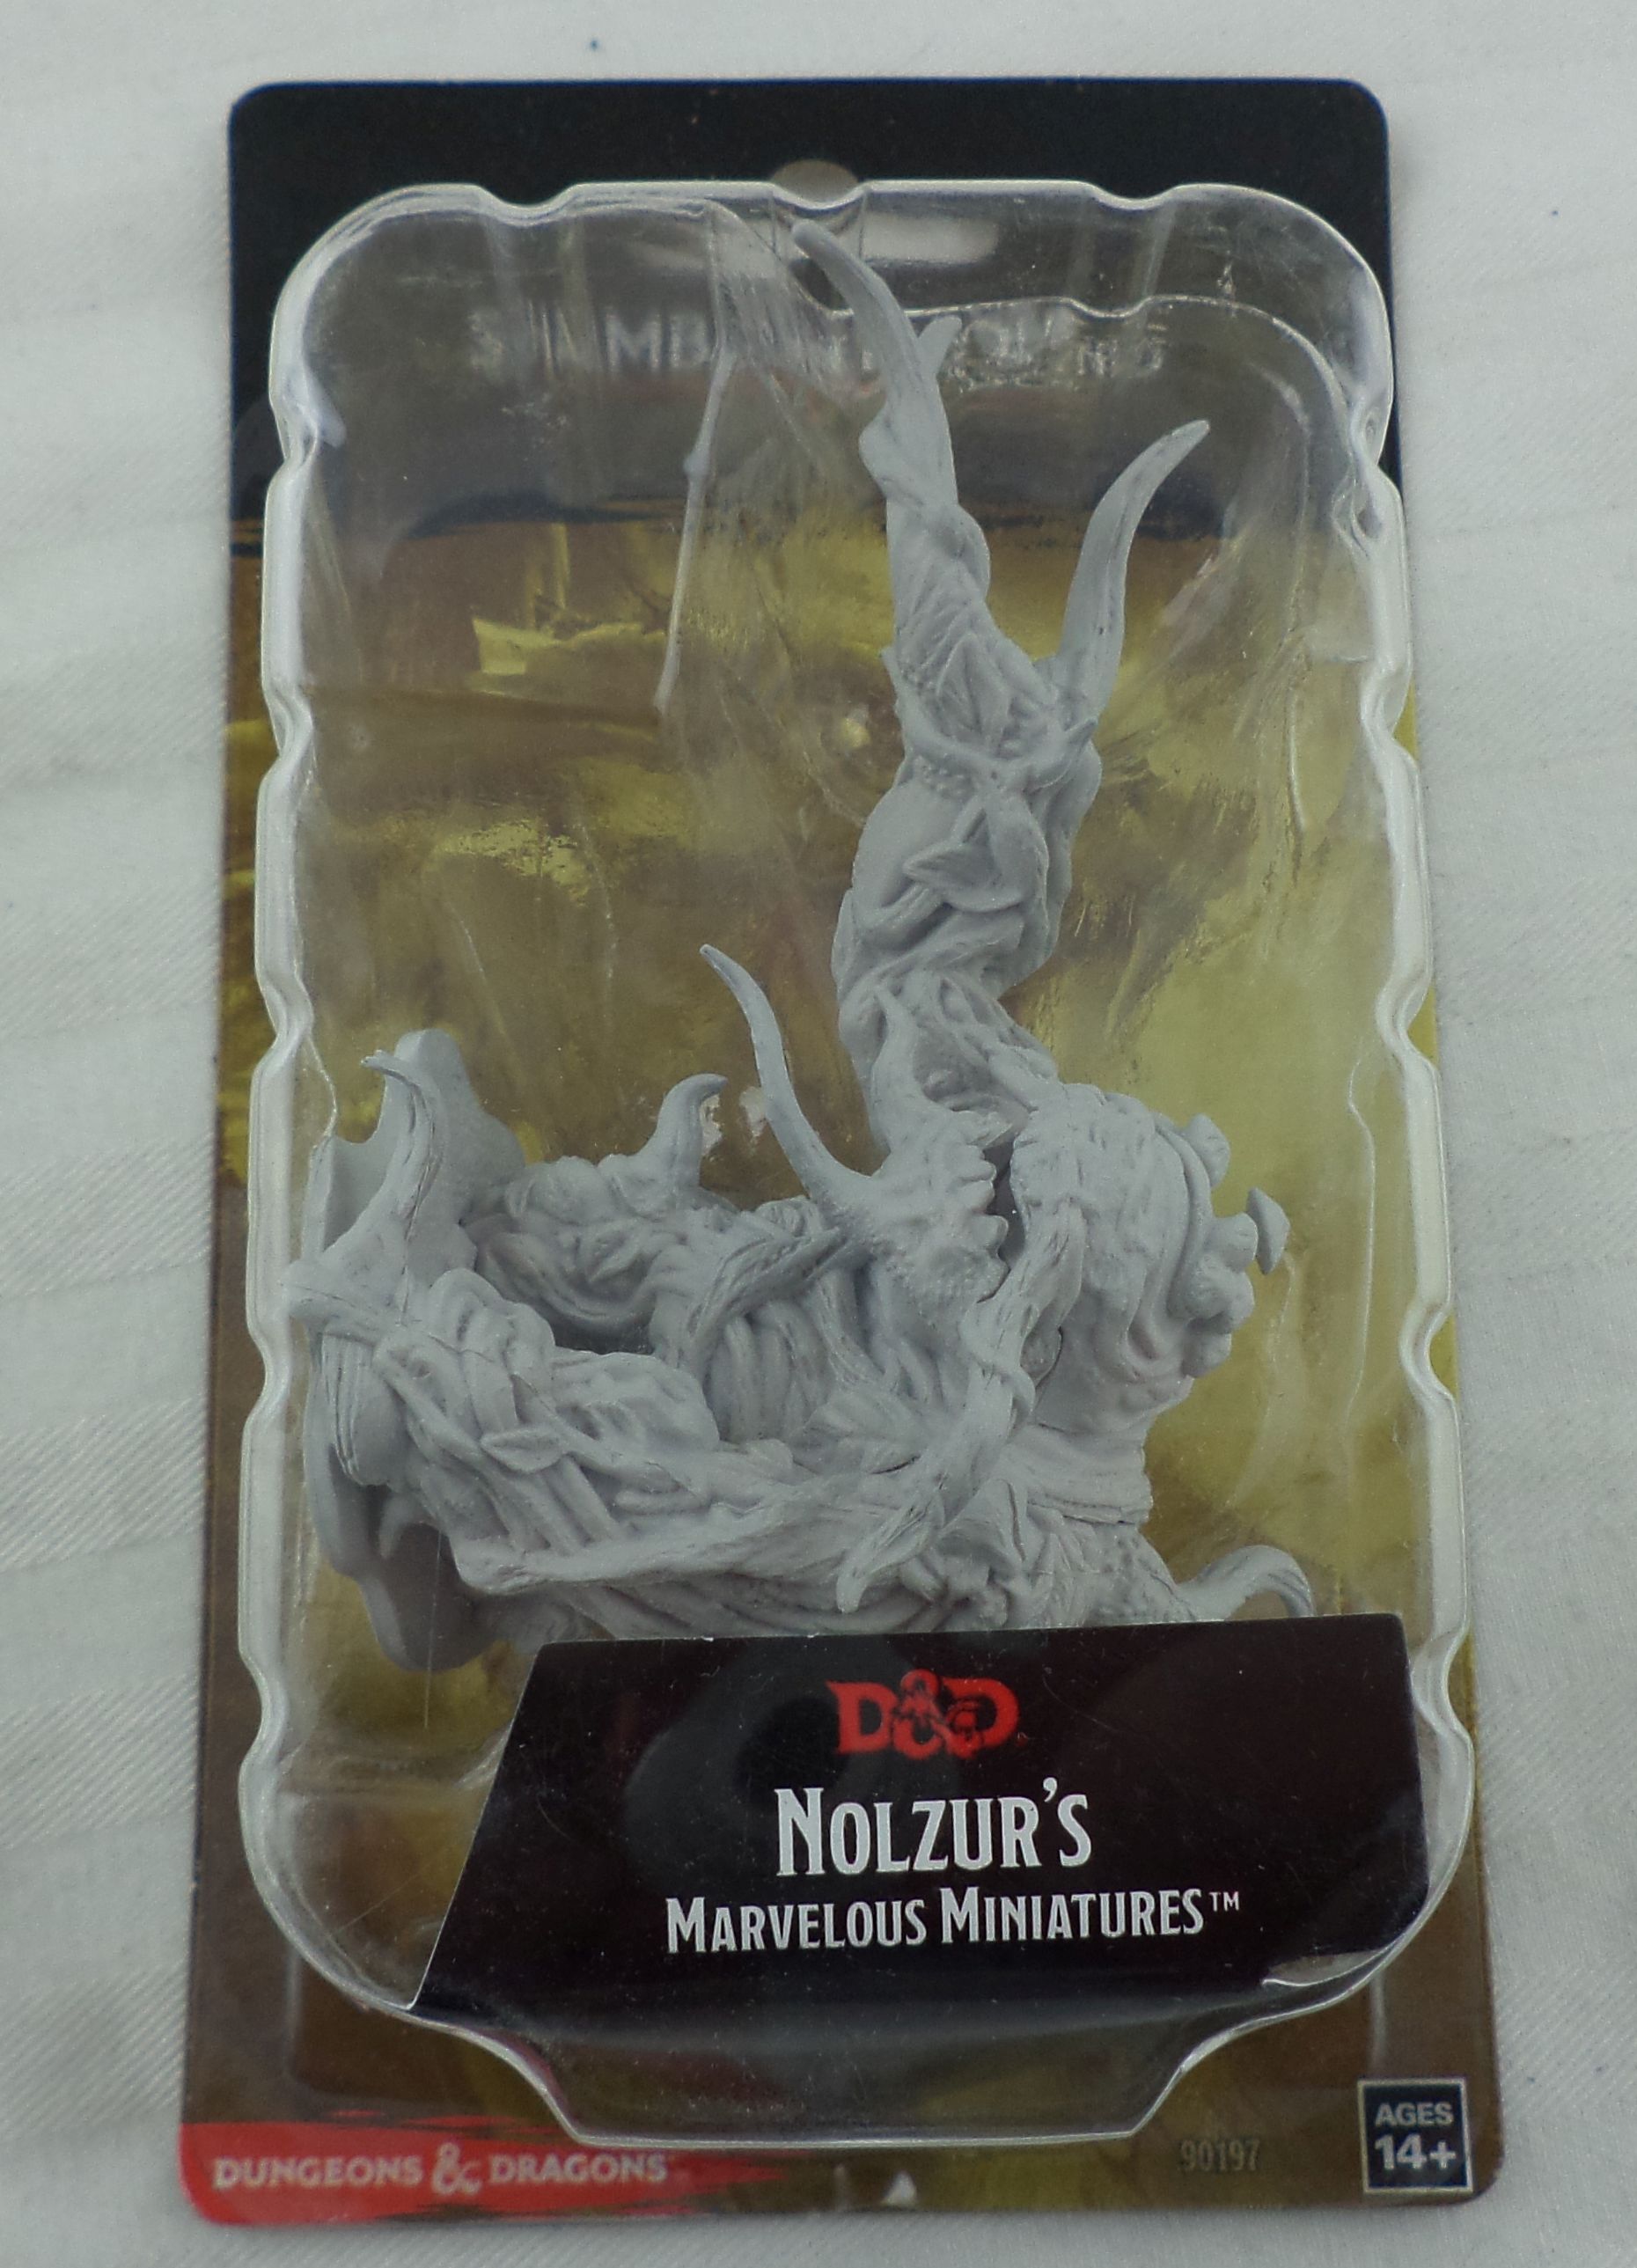 D&D
NOLZUR'S
MARVELOUS MINIATURES™
AGES
14+
90197
DUNGEONS & DRAGONS